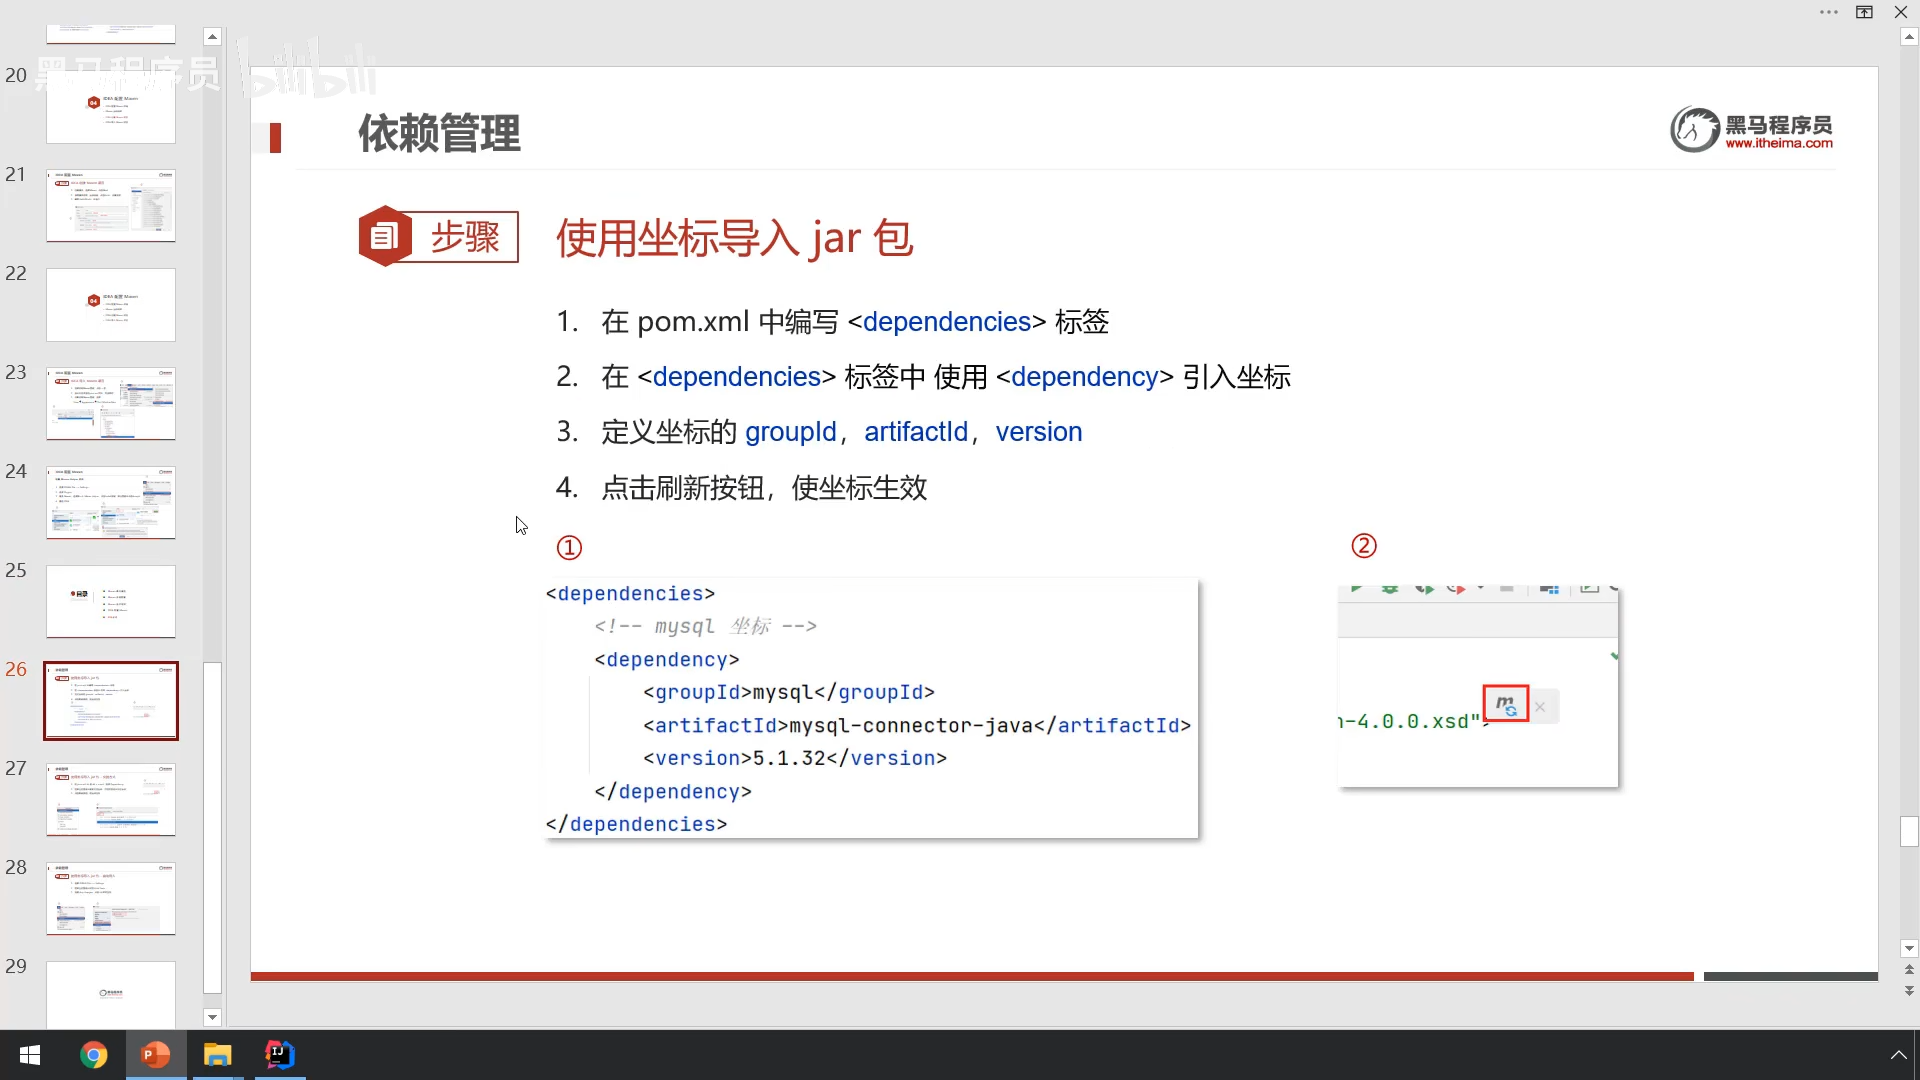 黑马程序员 bilibili
20
21
22
23
24
25
目录
26
27
28
29
依赖管理
黑马程序员
www.itheima.com
步骤
使用坐标导入 jar 包
1. 在 pom.xml 中编写 <dependencies> 标签
2. 在 <dependencies> 标签中 使用 <dependency> 引入坐标
3. 定义坐标的 groupId，artifactId，version
4. 点击刷新按钮，使坐标生效
①
<dependencies>
<!-- mysql 坐标 -->
<dependency>
<groupId>mysql</groupId>
<artifactId>mysql-connector-java</artifactId>
<version>5.1.32</version>
</dependency>
</dependencies>
②
m
n-4.0.0.xsd">